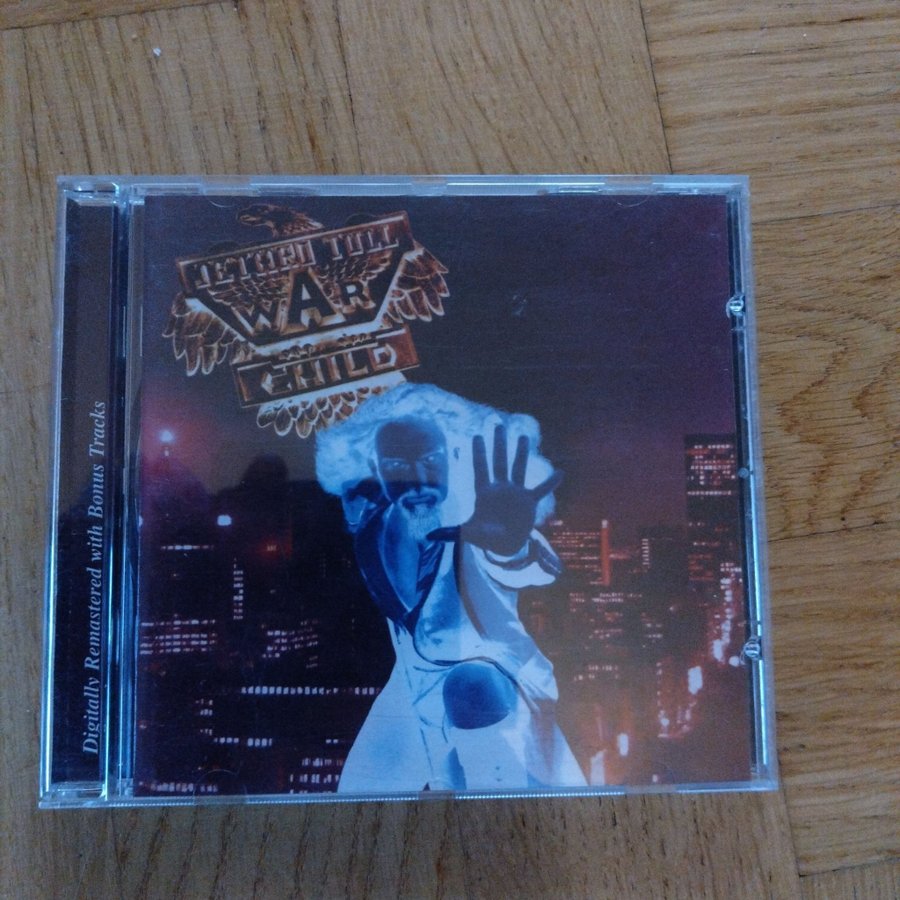 JETHRO TULL
WAR
CHILD
Digitally Remastered with Bonus Tracks